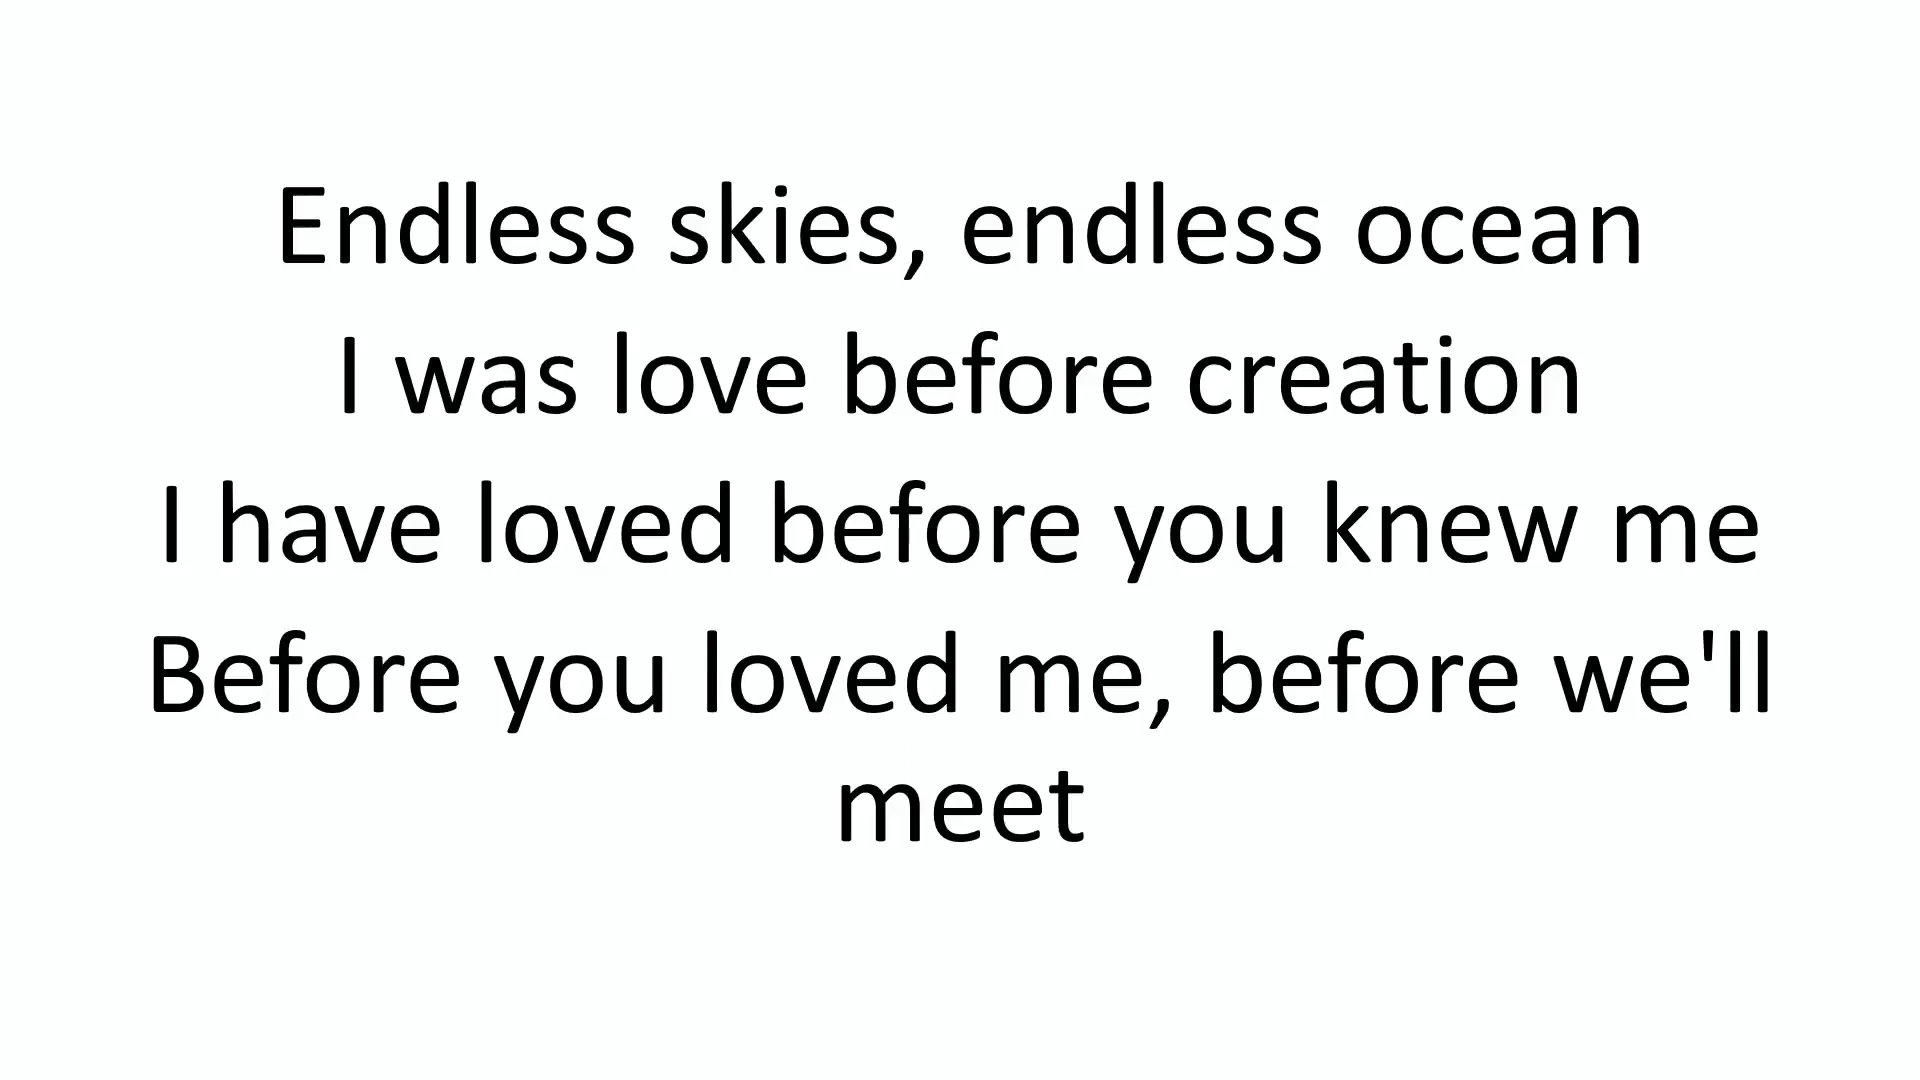 Endless skies, endless ocean
I was love before creation
I have loved before you knew me
Before you loved me, before we'll
meet